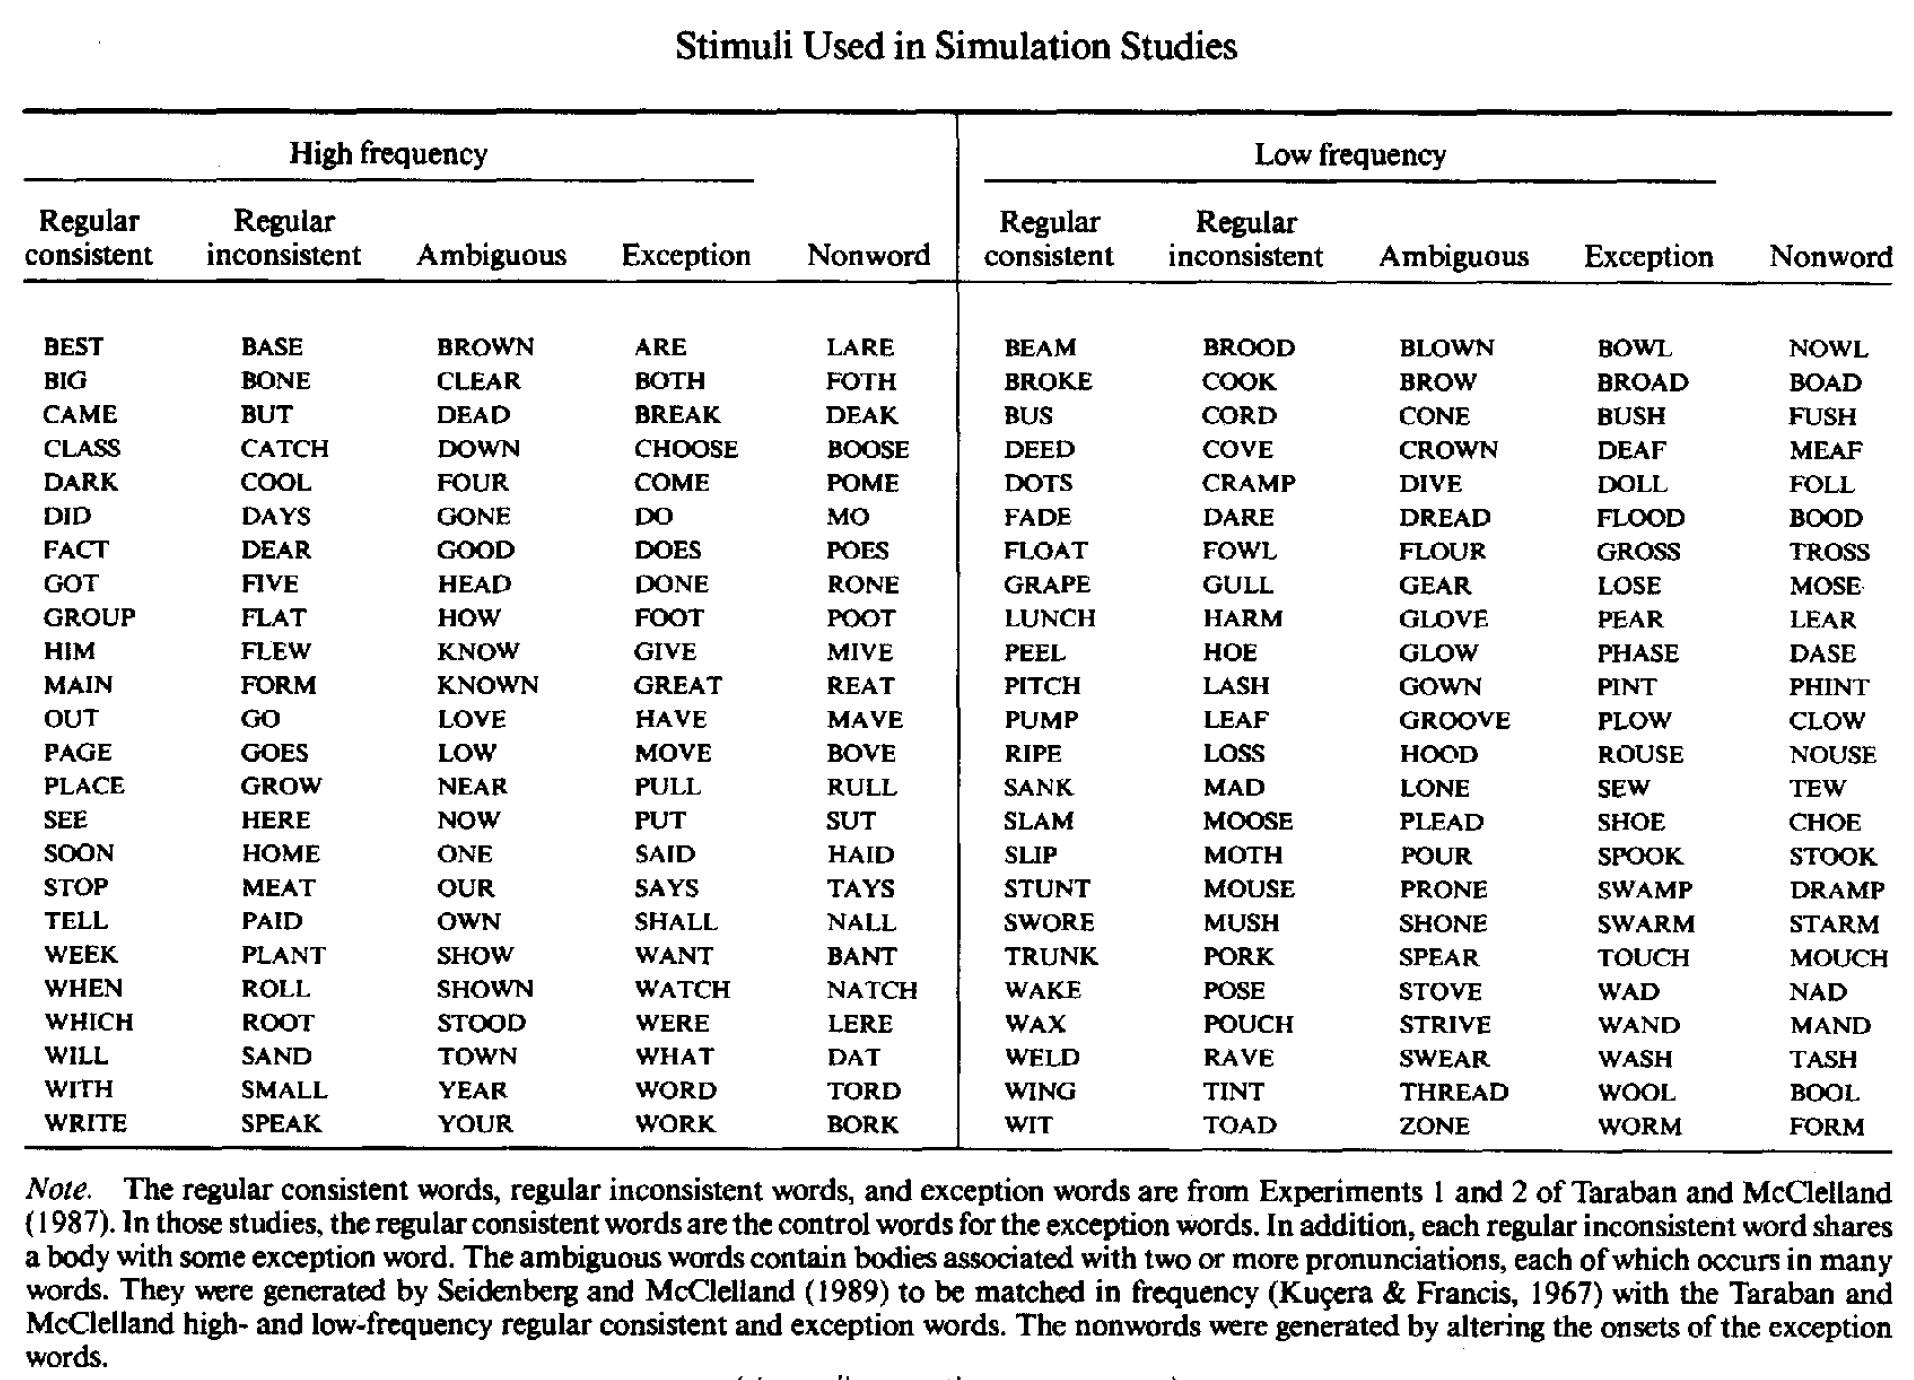 Stimuli Used in Simulation Studies
High frequency Low frequency
Regular Regular Regular Regular
consistent inconsistent Ambiguous Exception Nonword consistent inconsistent Ambiguous Exception Nonword
BEST BASE BROWN ARE LARE BEAM BROOD BLOWN BOWL NOWL
BIG BONE CLEAR BOTH FOTH BROKE COOK BROW BROAD BOAD
CAME BUT DEAD BREAK DEAK BUS CORD CONE BUSH FUSH
CLASS CATCH DOWN CHOOSE BOOSE DEED COVE CROWN DEAF MEAF
DARK COOL FOUR COME POME DOTS CRAMP DIVE DOLL FOLL
DID DAYS GONE DO MO FADE DARE DREAD FLOOD BOOD
FACT DEAR GOOD DOES POES FLOAT FOWL FLOUR GROSS TROSS
GOT FIVE HEAD DONE RONE GRAPE GULL GEAR LOSE MOSE
GROUP FLAT HOW FOOT POOT LUNCH HARM GLOVE PEAR LEAR
HIM FLEW KNOW GIVE MIVE PEEL HOE GLOW PHASE DASE
MAIN FORM KNOWN GREAT REAT PITCH LASH GOWN PINT PHINT
OUT GO LOVE HAVE MAVE PUMP LEAF GROOVE PLOW CLOW
PAGE GOES LOW MOVE BOVE RIPE LOSS HOOD ROUSE NOUSE
PLACE GROW NEAR PULL RULL SANK MAD LONE SEW TEW
SEE HERE NOW PUT SUT SLAM MOOSE PLEAD SHOE CHOE
SOON HOME ONE SAID HAID SLIP MOTH POUR SPOOK STOOK
STOP MEAT OUR SAYS TAYS STUNT MOUSE PRONE SWAMP DRAMP
TELL PAID OWN SHALL NALL SWORE MUSH SHONE SWARM STARM
WEEK PLANT SHOW WANT BANT TRUNK PORK SPEAR TOUCH MOUCH
WHEN ROLL SHOWN WATCH NATCH WAKE POSE STOVE WAD NAD
WHICH ROOT STOOD WERE LERE WAX POUCH STRIVE WAND MAND
WILL SAND TOWN WHAT DAT WELD RAVE SWEAR WASH TASH
WITH SMALL YEAR WORD TORD WING TINT THREAD WOOL BOOL
WRITE SPEAK YOUR WORK BORK WIT TOAD ZONE WORM FORM
Note. The regular consistent words, regular inconsistent words, and exception words are from Experiments 1 and 2 of Taraban and McClelland
(1987). In those studies, the regular consistent words are the control words for the exception words. In addition, each regular inconsistent word shares
a body with some exception word. The ambiguous words contain bodies associated with two or more pronunciations, each of which occurs in many
words. They were generated by Seidenberg and McClelland (1989) to be matched in frequency (Kuçera & Francis, 1967) with the Taraban and
McClelland high- and low-frequency regular consistent and exception words. The nonwords were generated by altering the onsets of the exception
words.